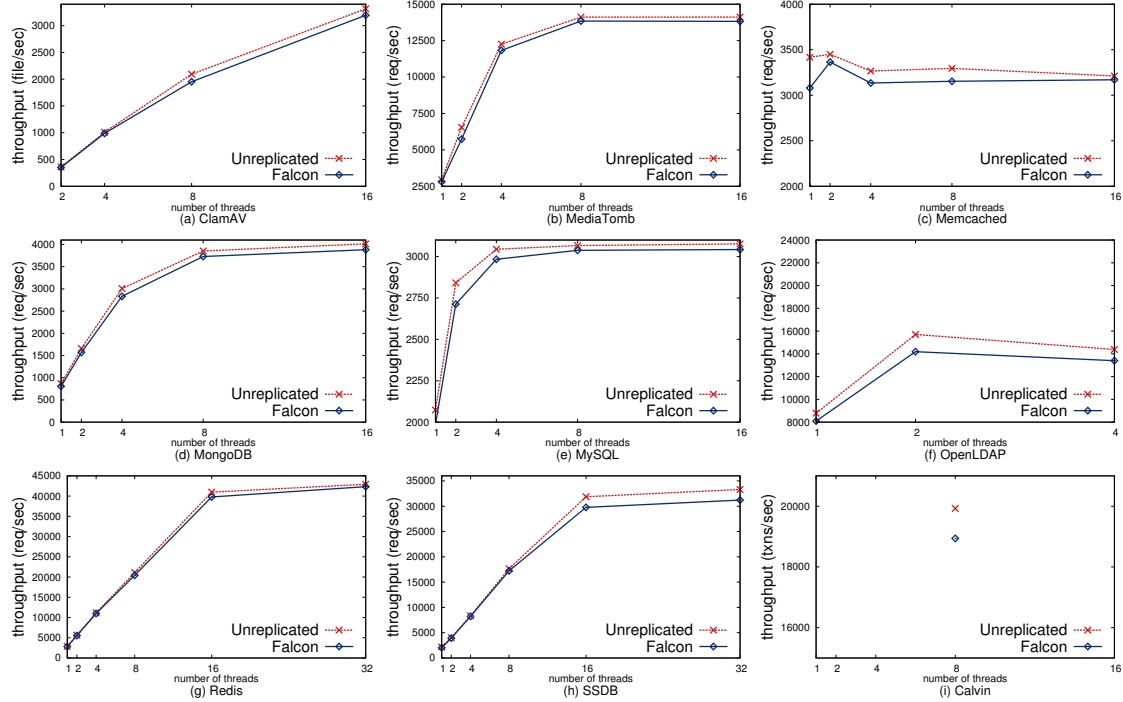 throughput (file/sec)
3000
2500
2000
1500
1000
500
0
Unreplicated
Falcon
2 4 8 16
number of threads
(a) ClamAV
throughput (req/sec)
15000
12500
10000
7500
5000
2500
Unreplicated
Falcon
1 2 4 8 16
number of threads
(b) MediaTomb
throughput (req/sec)
4000
3500
3000
2500
2000
Unreplicated
Falcon
1 2 4 8 16
number of threads
(c) Memcached
throughput (req/sec)
4000
3500
3000
2500
2000
1500
1000
500
0
Unreplicated
Falcon
1 2 4 8 16
number of threads
(d) MongoDB
throughput (req/sec)
3000
2750
2500
2250
2000
Unreplicated
Falcon
1 2 4 8 16
number of threads
(e) MySQL
throughput (req/sec)
24000
22000
20000
18000
16000
14000
12000
10000
8000
Unreplicated
Falcon
1 2 4
number of threads
(f) OpenLDAP
throughput (req/sec)
45000
40000
35000
30000
25000
20000
15000
10000
5000
0
Unreplicated
Falcon
1 2 4 8 16 32
number of threads
(g) Redis
throughput (req/sec)
35000
30000
25000
20000
15000
10000
5000
0
Unreplicated
Falcon
1 2 4 8 16 32
number of threads
(h) SSDB
throughput (txns/sec)
20000
18000
16000
Unreplicated
Falcon
1 2 4 8 16
number of threads
(i) Calvin